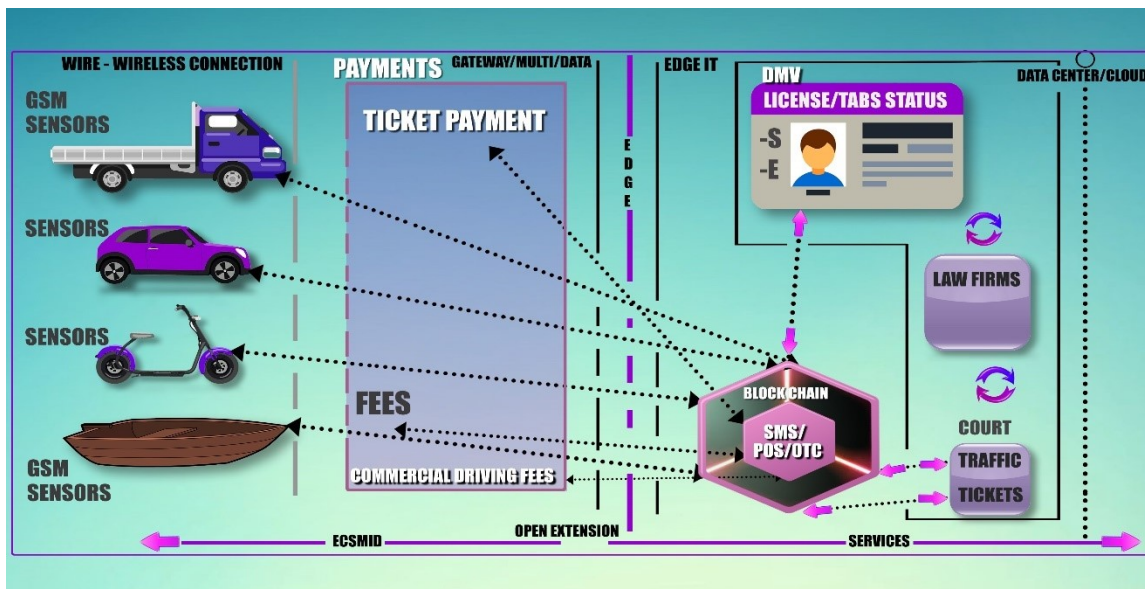 WIRE - WIRELESS CONNECTION
PAYMENTS
GATEWAY/MULTI/DATA
EDGE IT
DMV
DATA CENTER/CLOUD
LICENSE/TABS STATUS
-S
-E
GSM
SENSORS
TICKET PAYMENT
EDGE
SENSORS
LAW FIRMS
SENSORS
BLOCK CHAIN
SMS/
POS/OTC
FEES
COURT
TRAFFIC
TICKETS
GSM
SENSORS
COMMERCIAL DRIVING FEES
OPEN EXTENSION
ECSMID
SERVICES